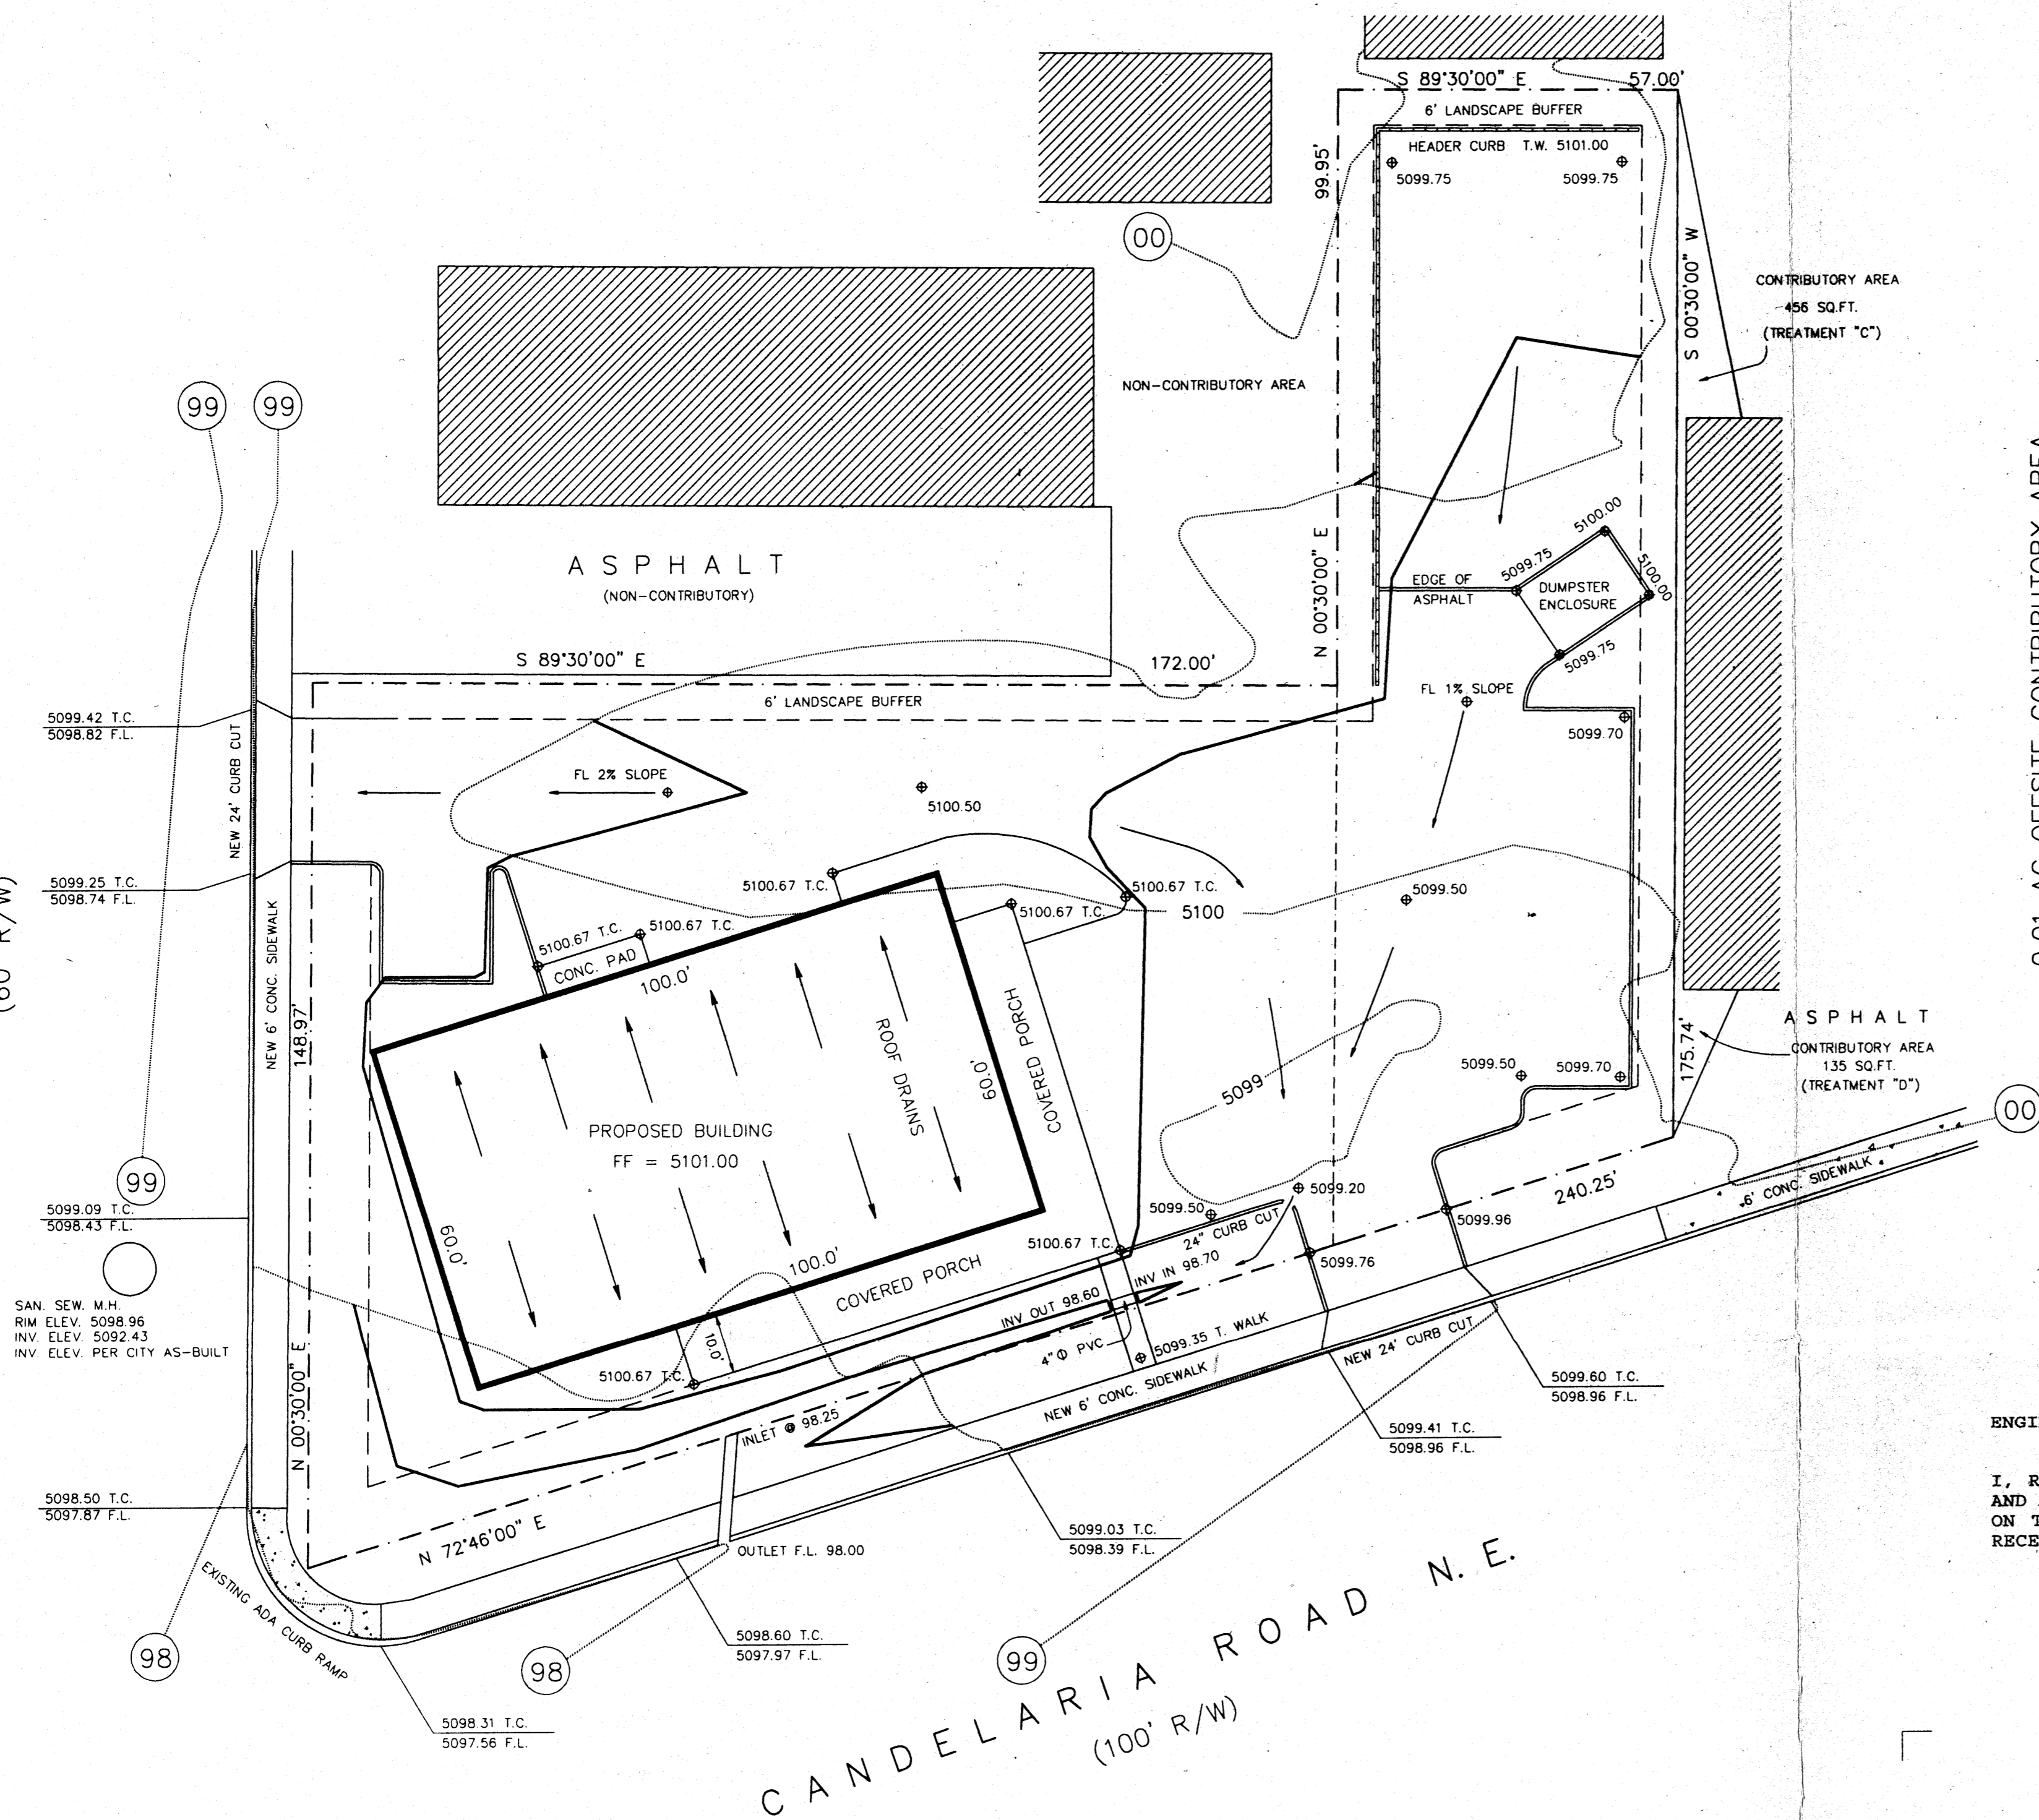 S 89°30'00" E 57.00'
6' LANDSCAPE BUFFER
HEADER CURB T.W. 5101.00
5099.75
5099.75
99.95'
00
S 00°30'00" W
CONTRIBUTORY AREA
456 SQ.FT.
(TREATMENT "C")
NON-CONTRIBUTORY AREA
99
99
ASPHALT
(NON-CONTRIBUTORY)
N 00°30'00" E
5100.00
5099.75
5100.00
EDGE OF
ASPHALT
DUMPSTER
ENCLOSURE
5099.75
S 89°30'00" E
172.00'
6' LANDSCAPE BUFFER
FL 1% SLOPE
5099.70
5099.42 T.C.
5098.82 F.L.
NEW 24' CURB CUT
FL 2% SLOPE
5100.50
5099.25 T.C.
5098.74 F.L.
(60' R/W)
NEW 6' CONC. SIDEWALK
148.97'
5100.67 T.C.
5100.67 T.C.
5100.67 T.C.
5100
5099.50
5100.67 T.C.
5100.67 T.C.
CONC. PAD
100.0'
ROOF DRAINS
60.0'
COVERED PORCH
PROPOSED BUILDING
FF = 5101.00
5099
5099.50
5099.70
175.74'
ASPHALT
CONTRIBUTORY AREA
135 SQ.FT.
(TREATMENT "D")
00
99
5099.09 T.C.
5098.43 F.L.
SAN. SEW. M.H.
RIM ELEV. 5098.96
INV. ELEV. 5092.43
INV. ELEV. PER CITY AS-BUILT
60.0'
100.0'
COVERED PORCH
10.0'
5100.67 T.C.
5100.67 T.C.
5099.50
5099.20
24" CURB CUT
INV IN 98.70
INV OUT 98.60
4"Φ PVC
5099.35 T. WALK
5099.76
5099.96
240.25'
6' CONC. SIDEWALK
NEW 6' CONC. SIDEWALK
NEW 24' CURB CUT
5099.60 T.C.
5098.96 F.L.
5099.41 T.C.
5098.96 F.L.
N 00°30'00" E
INLET @ 98.25
5098.50 T.C.
5097.87 F.L.
N 72°46'00" E
OUTLET F.L. 98.00
5099.03 T.C.
5098.39 F.L.
EXISTING ADA CURB RAMP
98
98
99
5098.60 T.C.
5097.97 F.L.
5098.31 T.C.
5097.56 F.L.
CANDELARIA ROAD N.E.
(100' R/W)
I, R
AND
ON T
RECE